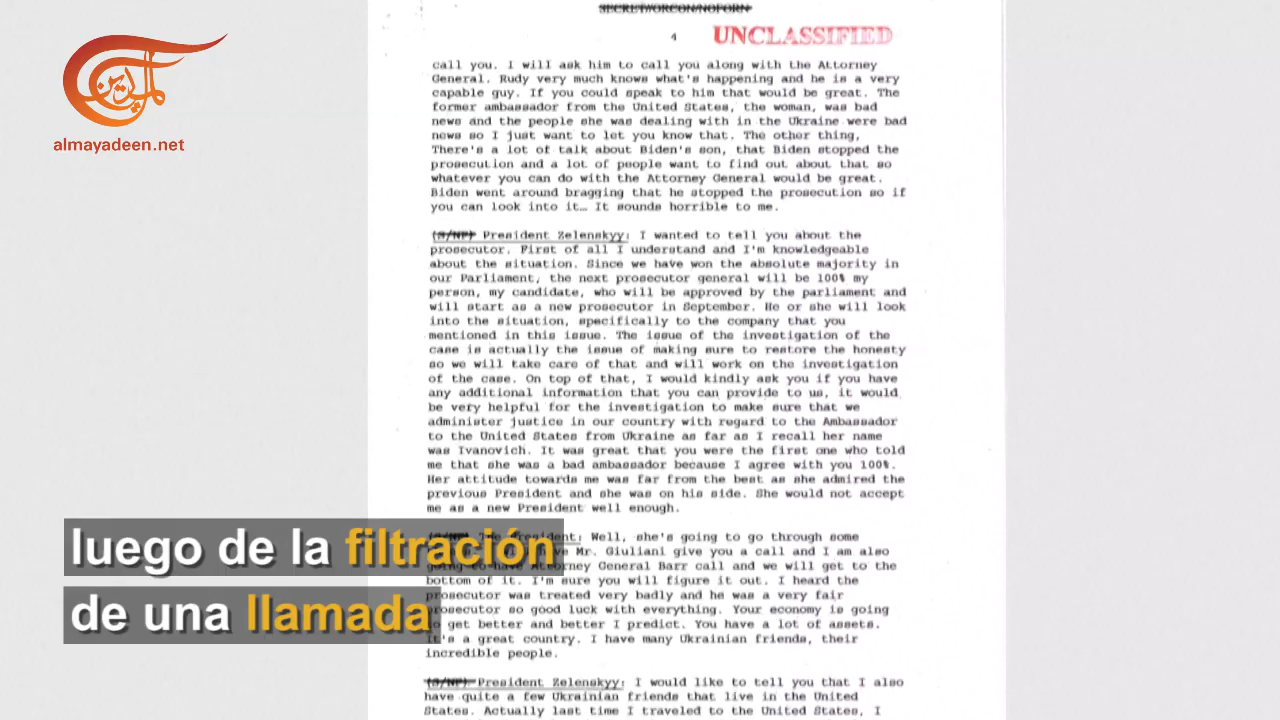 SECRET//ORCON/NOFORN
4
UNCLASSIFIED
الميادين
almayadeen.net
call you. I will ask him to call you along with the Attorney
General. Rudy very much knows what's happening and he is a very
capable guy. If you could speak to him that would be great. The
former ambassador from the United States, the woman, was bad
news and the people she was dealing with in the Ukraine were bad
news so I just want to let you know that. The other thing,
There's a lot of talk about Biden's son, that Biden stopped the
prosecution and a lot of people want to find out about that so
whatever you can do with the Attorney General would be great.
Biden went around bragging that he stopped the prosecution so if
you can look into it… It sounds horrible to me.
(S/NF) President Zelenskyy: I wanted to tell you about the
prosecutor. First of all I understand and I'm knowledgeable
about the situation. Since we have won the absolute majority in
our Parliament, the next prosecutor general will be 100% my
person, my candidate, who will be approved by the parliament and
will start as a new prosecutor in September. He or she will look
into the situation, specifically to the company that you
mentioned in this issue. The issue of the investigation of the
case is actually the issue of making sure to restore the honesty
so we will take care of that and will work on the investigation
of the case. On top of that, I would kindly ask you if you have
any additional information that you can provide to us, it would
be very helpful for the investigation to make sure that we
administer justice in our country with regard to the Ambassador
to the United States from Ukraine as far as I recall her name
was Ivanovich. It was great that you were the first one who told
me that she was a bad ambassador because I agree with you 100%.
Her attitude towards me was far from the best as she admired the
previous President and she was on his side. She would not accept
me as a new President well enough.
President: Well, she's going to go through some
Mr. Giuliani give you a call and I am also
going to have Attorney General Barr call and we will get to the
bottom of it. I'm sure you will figure it out. I heard the
prosecutor was treated very badly and he was a very fair
prosecutor so good luck with everything. Your economy is going
to get better and better I predict. You have a lot of assets.
It's a great country. I have many Ukrainian friends, their
incredible people.
(S/NF) President Zelenskyy: I would like to tell you that I also
have quite a few Ukrainian friends that live in the United
States. Actually last time I traveled to the United States, I
luego de la filtración
de una llamada